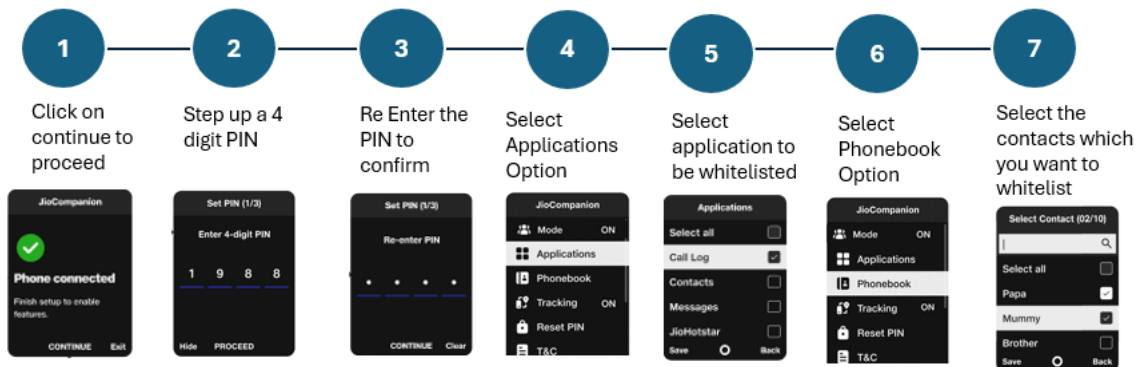 1
2
3
4
5
6
7
Click on
continue to
proceed
Step up a 4
digit PIN
Re Enter the
PIN to
confirm
Select
Applications
Option
Select
application to
be whitelisted
Select
Phonebook
Option
Select the
contacts which
you want to
whitelist
JioCompanion
Phone connected
Finish setup to enable
features.
CONTINUE Exit
Set PIN (1/3)
Enter 4-digit PIN
1 9 8 8
Hide PROCEED
Set PIN (1/3)
Re-enter PIN
CONTINUE Clear
JioCompanion
Mode ON
Applications
Phonebook
Tracking ON
Reset PIN
T&C
Applications
Select all
Call Log
Contacts
Messages
JioHotstar
Save Back
JioCompanion
Mode ON
Applications
Phonebook
Tracking ON
Reset PIN
T&C
Select Contact (02/10)
Select all
Papa
Mummy
Brother
Save Back